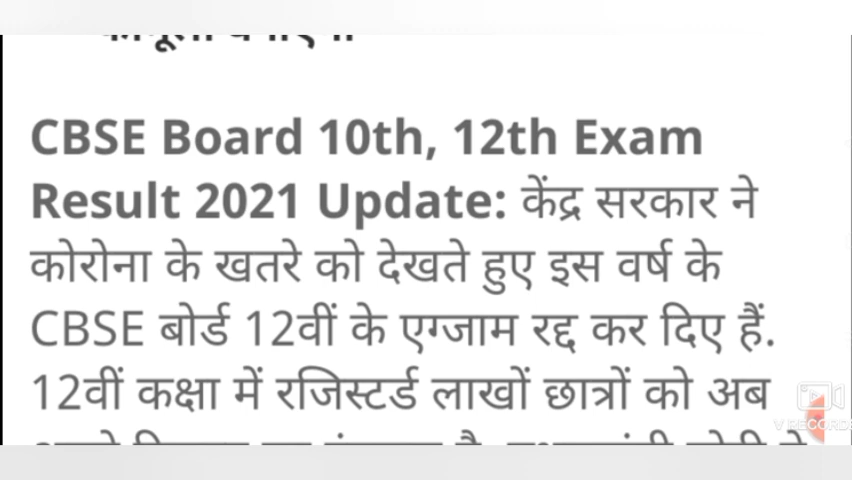 CBSE Board 10th, 12th Exam
Result 2021 Update: केंद्र सरकार ने
कोरोना के खतरे को देखते हुए इस वर्ष के
CBSE बोर्ड 12वीं के एग्जाम रद्द कर दिए हैं.
12वीं कक्षा में रजिस्टर्ड लाखों छात्रों को अब
V RECORDE